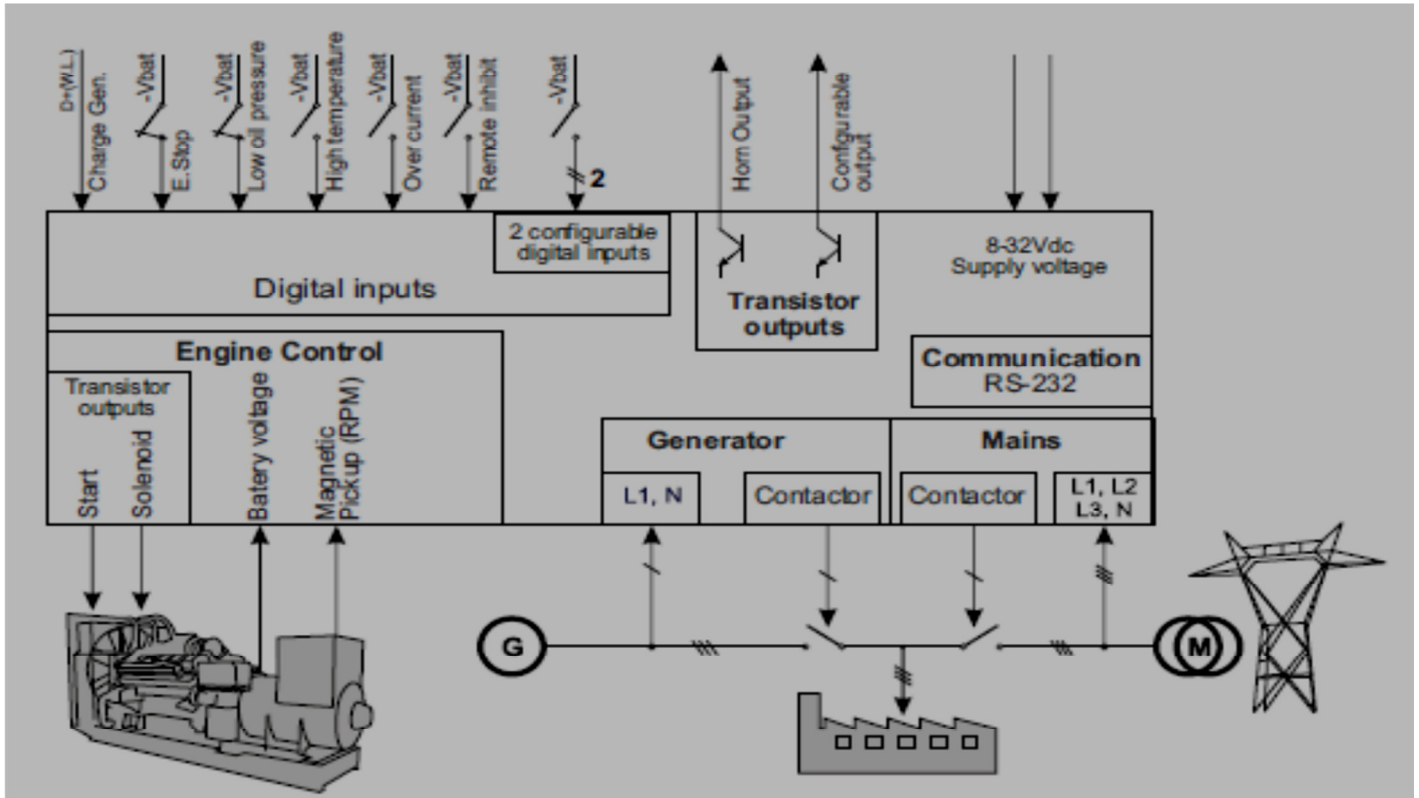 D+(W.L.)
Charge Gen.
-Vbat
E. Stop
-Vbat
Low oil pressure
-Vbat
High temperature
-Vbat
Over current
-Vbat
Remote inhibit
-Vbat
2
Horn Output
Configurable
output
2 configurable
digital inputs
Digital inputs
Transistor
outputs
8-32Vdc
Supply voltage
Engine Control
Communication
RS-232
Transistor
outputs
Start
Solenoid
Batery voltage
Magnetic
Pickup (RPM)
Generator
Mains
L1, N
Contactor
Contactor
L1, L2
L3, N
G
M